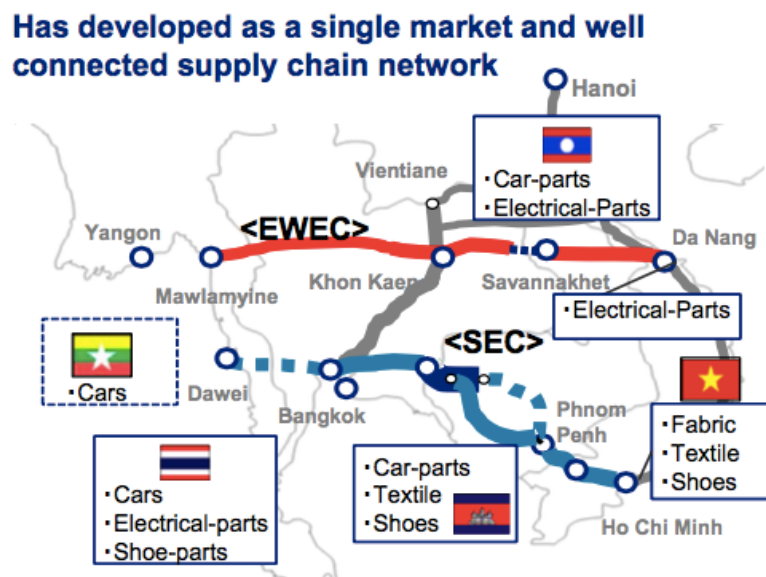 Has developed as a single market and well
connected supply chain network
Hanoi
Vientiane
・Car-parts
・Electrical-Parts
<EWEC>
Yangon
Da Nang
Mawlamyine
Khon Kaen
Savannakhet
・Electrical-Parts
<SEC>
・Cars
Dawei
Bangkok
Phnom
Penh
・Fabric
・Textile
・Shoes
・Cars
・Electrical-parts
・Shoe-parts
・Car-parts
・Textile
・Shoes
Ho Chi Minh